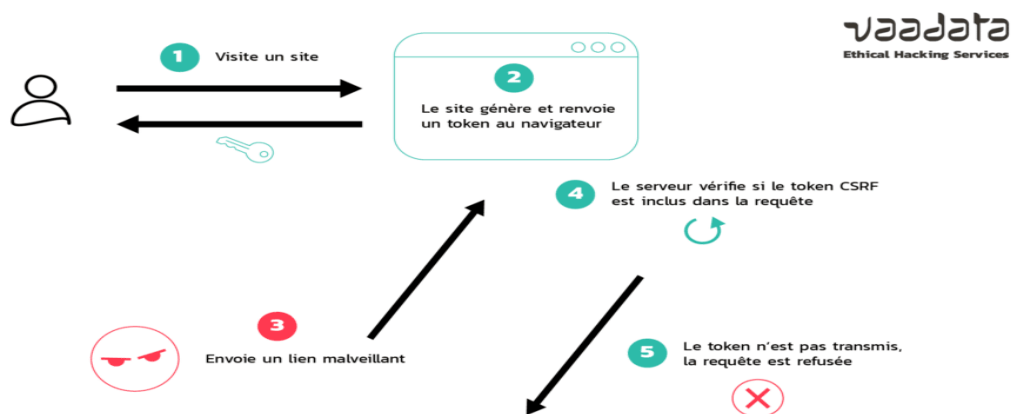 vaadata
Ethical Hacking Services
1
Visite un site
2
Le site génère et renvoie
un token au navigateur
3
Envoie un lien malveillant
4
Le serveur vérifie si le token CSRF
est inclus dans la requête
5
Le token n'est pas transmis,
la requête est refusée